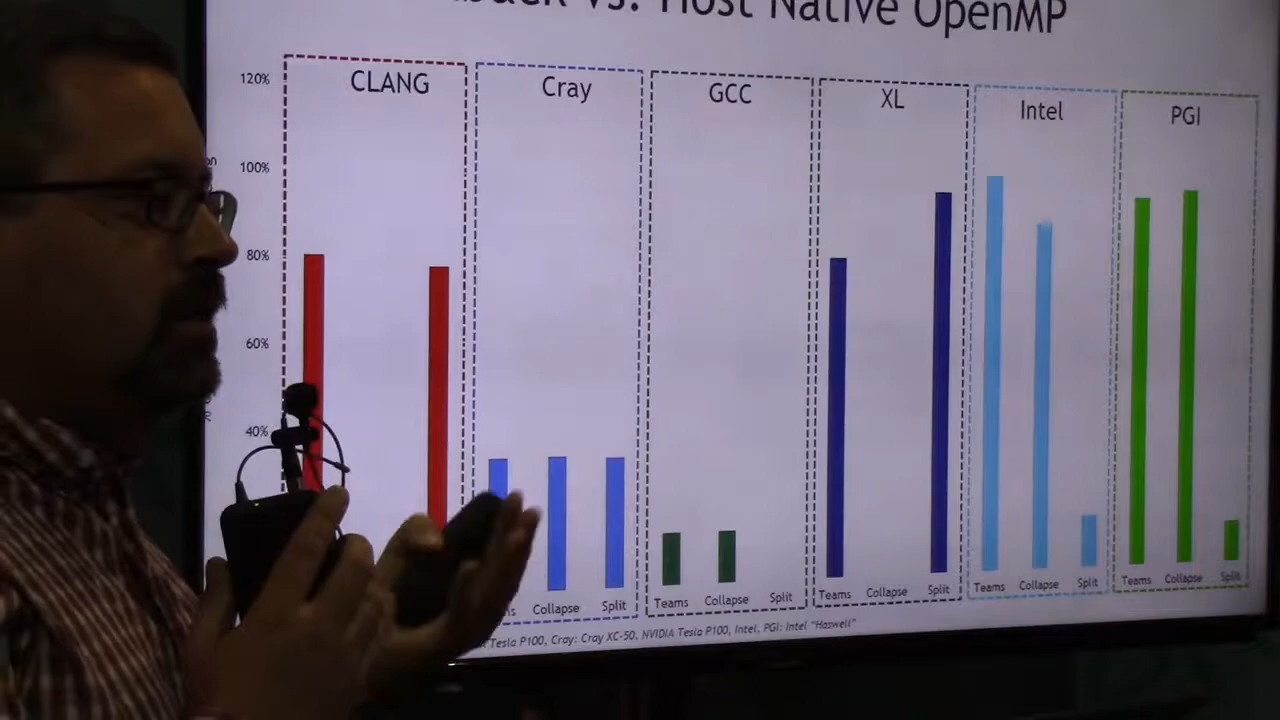 vs. Host Native OpenMP
120%
100%
80%
60%
40%
CLANG
Cray
GCC
XL
Intel
PGI
Collapse Split
Teams Collapse Split
Teams Collapse Split
Teams Collapse Split
Teams Collapse Split
Tesla P100, Cray: Cray XC-50, NVIDIA Tesla P100, Intel, PGI: Intel "Haswell"